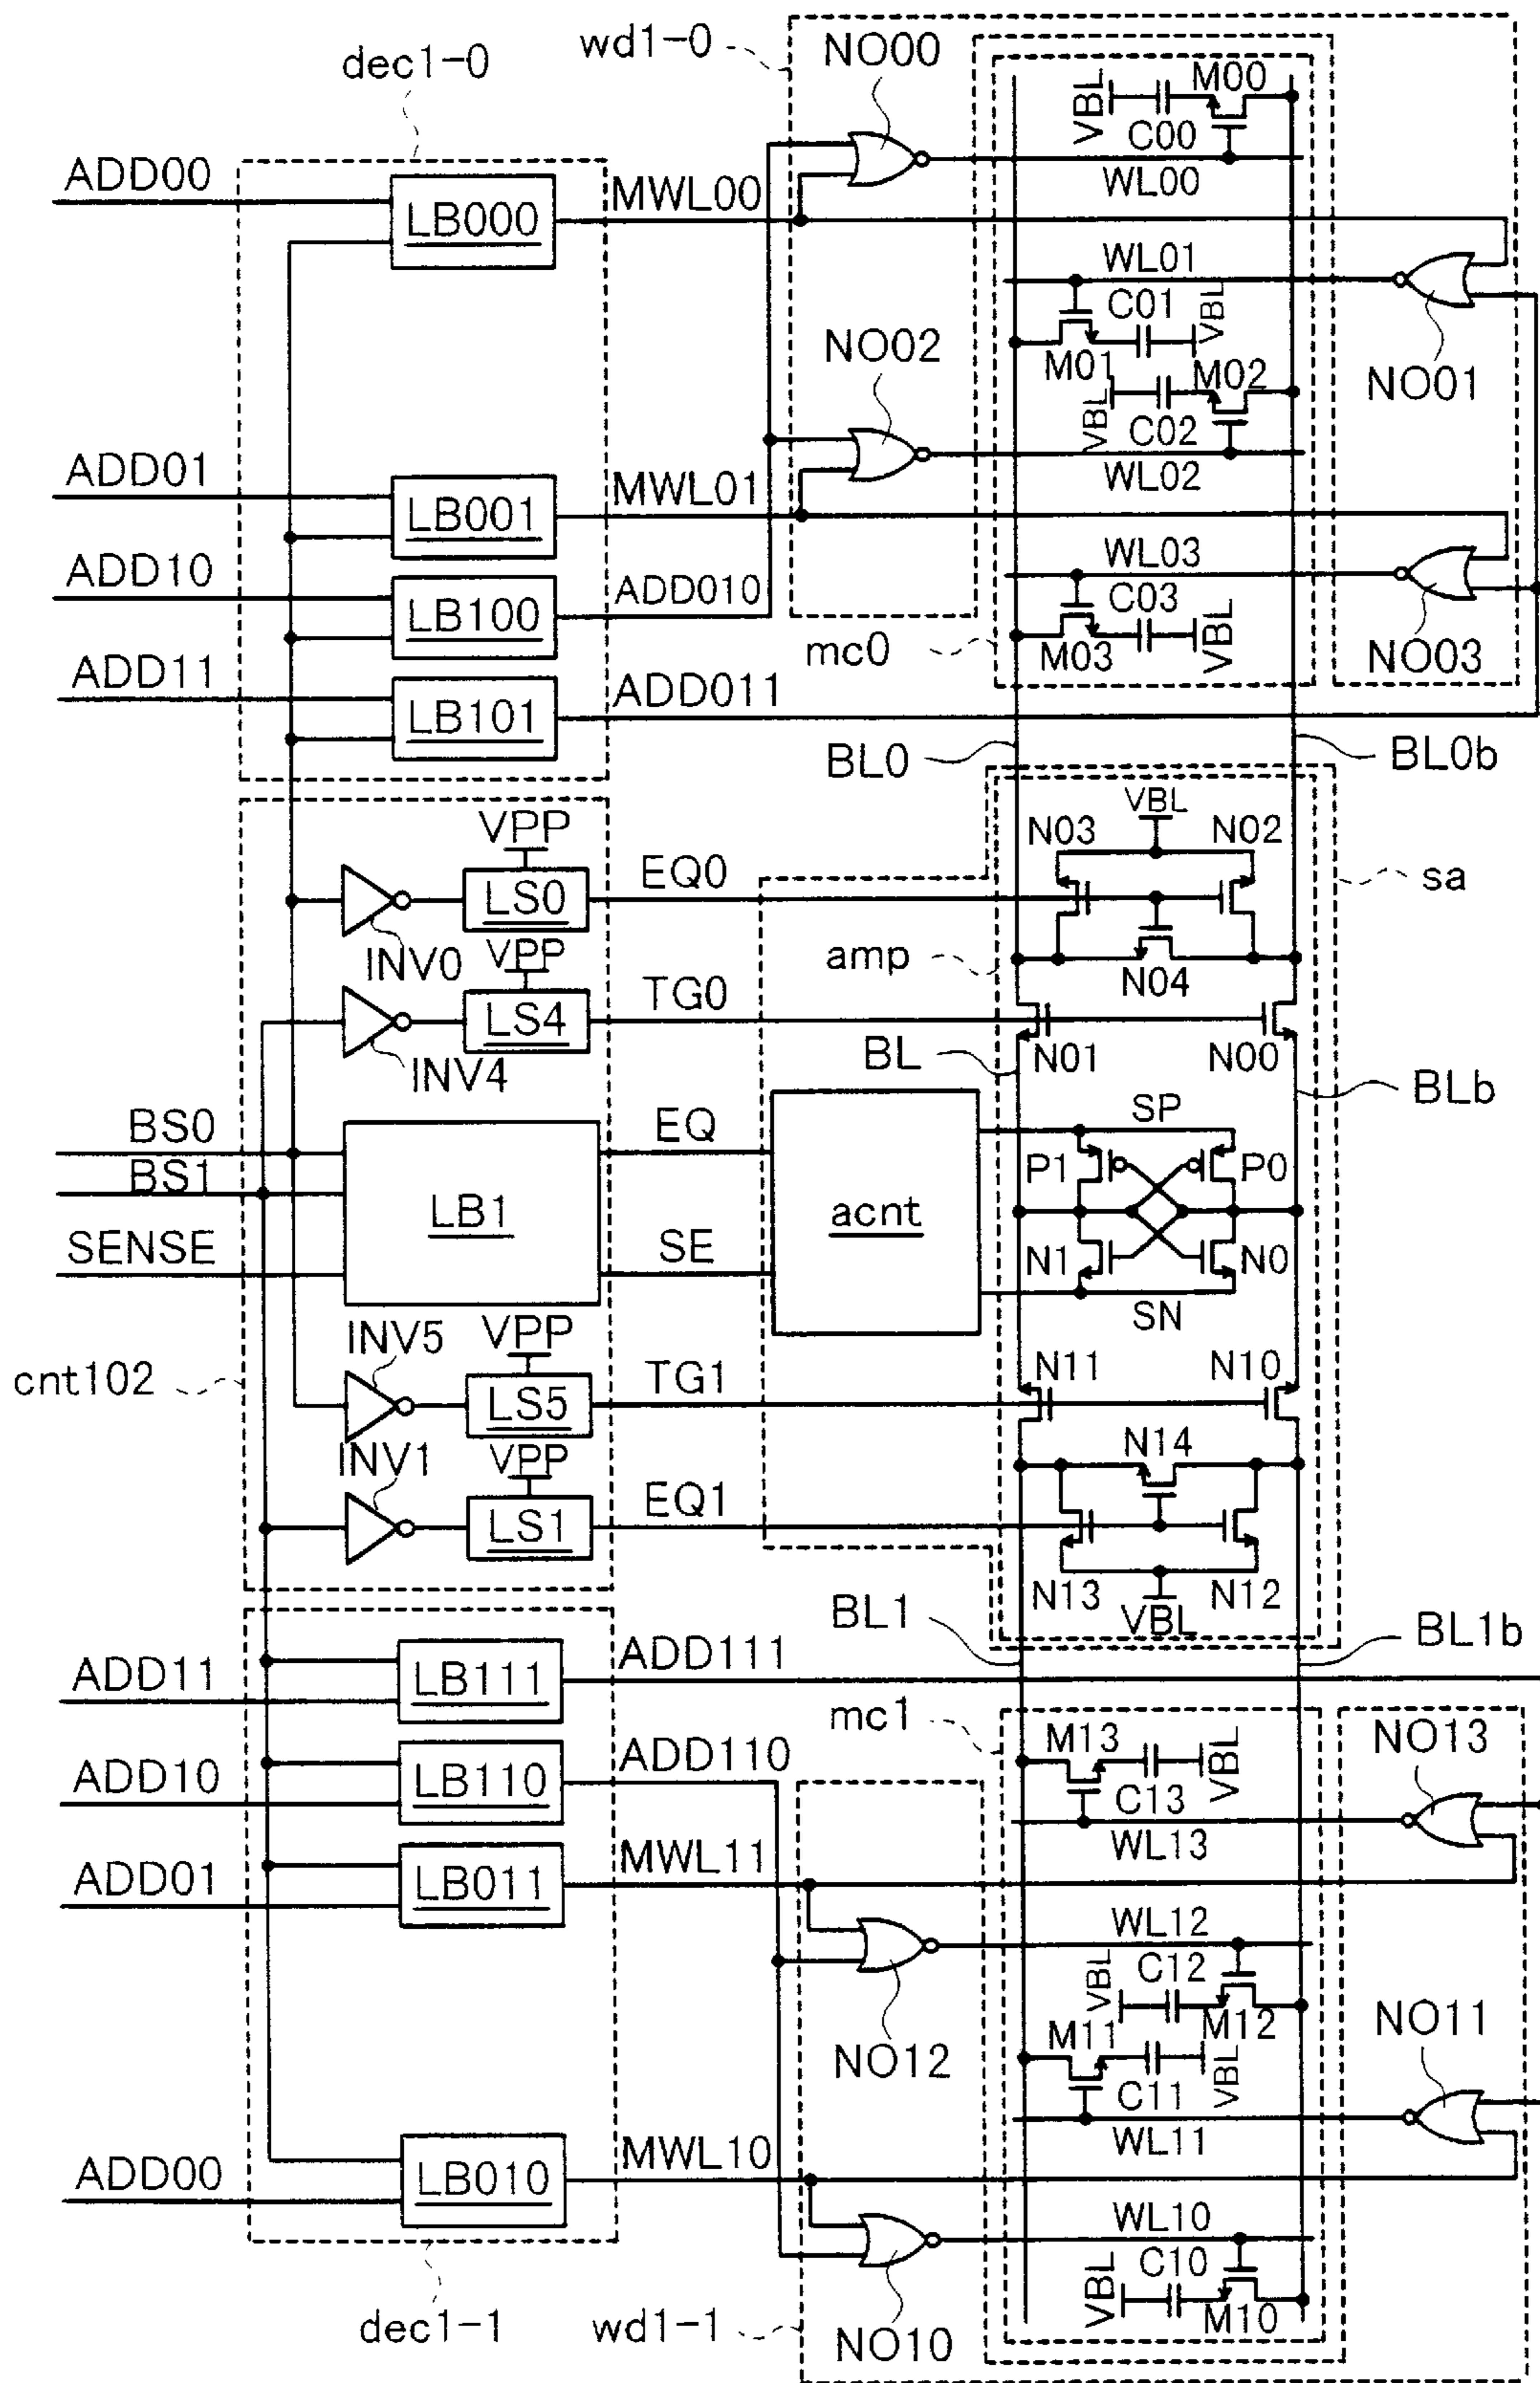 wd1-0
NO00
dec1-0
VBL
M00
C00
ADD00
LB000
MWL00
WL00
WL01
C01
VBL
NO02
M01
M02
NO01
VBL
C02
ADD01
LB001
MWL01
WL02
WL03
ADD10
LB100
ADD010
C03
VBL
mc0
M03
NO03
ADD11
LB101
ADD011
BL0
BL0b
VBL
N03
N02
VPP
EQ0
LS0
sa
INV0
VPP
amp
N04
TG0
LS4
INV4
BL
N01
N00
BLb
BS0
EQ
SP
BS1
P1
P0
LB1
acnt
SENSE
SE
N1
N0
SN
INV5
VPP
N11
N10
cnt102
TG1
LS5
INV1
VPP
N14
EQ1
LS1
N13
N12
VBL
BL1
BL1b
ADD11
LB111
ADD111
mc1
M13
VBL
NO13
ADD10
LB110
ADD110
C13
WL13
ADD01
LB011
MWL11
WL12
C12
VBL
M12
M11
NO11
NO12
C11
VBL
WL11
ADD00
LB010
MWL10
WL10
C10
VBL
M10
dec1-1
wd1-1
NO10